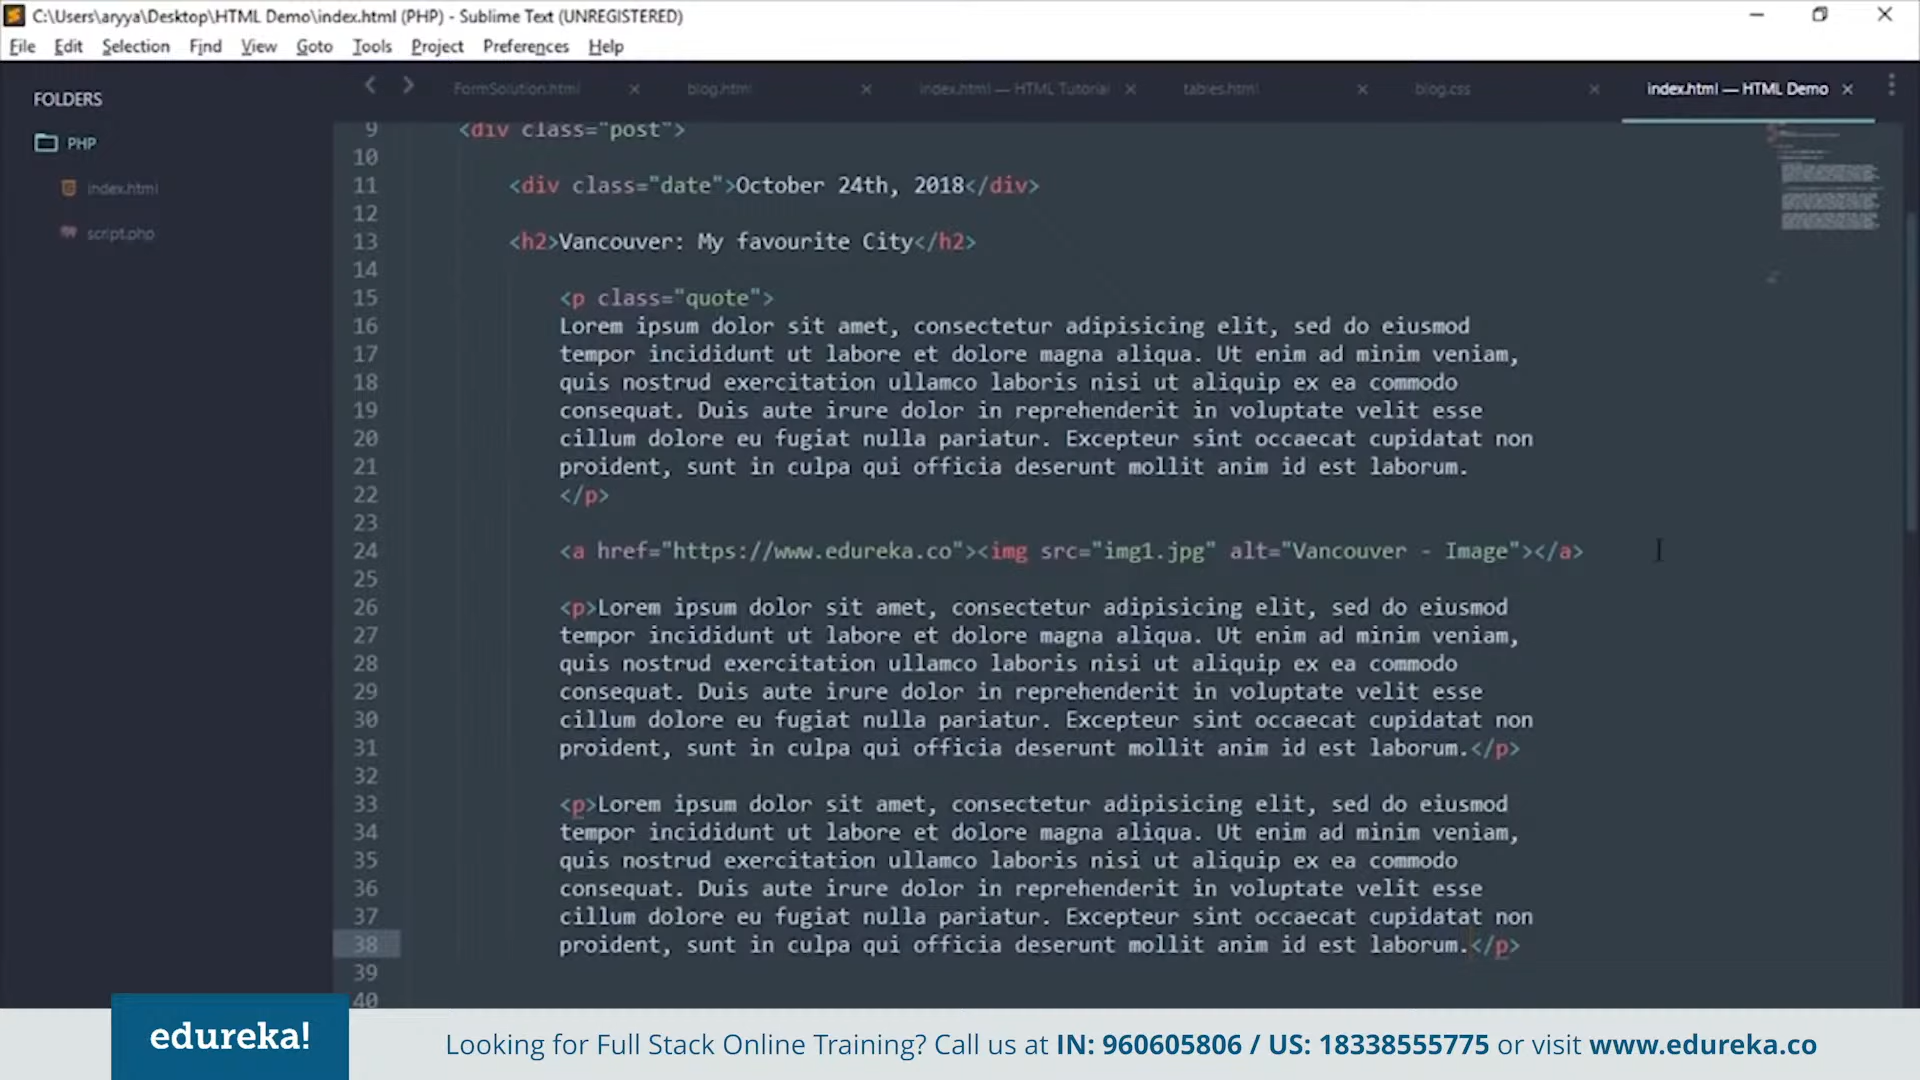 C:\Users\aryya\Desktop\HTML Demo\index.html (PHP) - Sublime Text (UNREGISTERED)
File Edit Selection Find View Goto Tools Project Preferences Help
FOLDERS
PHP
index.html
script.php
FormSolution.html blog.html index.html — HTML Tutorial tables.html blog.css index.html — HTML Demo
9 <div class="post">
10
11 <div class="date">October 24th, 2018</div>
12
13 <h2>Vancouver: My favourite City</h2>
14
15 <p class="quote">
16 Lorem ipsum dolor sit amet, consectetur adipisicing elit, sed do eiusmod
17 tempor incididunt ut labore et dolore magna aliqua. Ut enim ad minim veniam,
18 quis nostrud exercitation ullamco laboris nisi ut aliquip ex ea commodo
19 consequat. Duis aute irure dolor in reprehenderit in voluptate velit esse
20 cillum dolore eu fugiat nulla pariatur. Excepteur sint occaecat cupidatat non
21 proident, sunt in culpa qui officia deserunt mollit anim id est laborum.
22 </p>
23
24 <a href="https://www.edureka.co"><img src="img1.jpg" alt="Vancouver - Image"></a>
25
26 <p>Lorem ipsum dolor sit amet, consectetur adipisicing elit, sed do eiusmod
27 tempor incididunt ut labore et dolore magna aliqua. Ut enim ad minim veniam,
28 quis nostrud exercitation ullamco laboris nisi ut aliquip ex ea commodo
29 consequat. Duis aute irure dolor in reprehenderit in voluptate velit esse
30 cillum dolore eu fugiat nulla pariatur. Excepteur sint occaecat cupidatat non
31 proident, sunt in culpa qui officia deserunt mollit anim id est laborum.</p>
32
33 <p>Lorem ipsum dolor sit amet, consectetur adipisicing elit, sed do eiusmod
34 tempor incididunt ut labore et dolore magna aliqua. Ut enim ad minim veniam,
35 quis nostrud exercitation ullamco laboris nisi ut aliquip ex ea commodo
36 consequat. Duis aute irure dolor in reprehenderit in voluptate velit esse
37 cillum dolore eu fugiat nulla pariatur. Excepteur sint occaecat cupidatat non
38 proident, sunt in culpa qui officia deserunt mollit anim id est laborum.</p>
39
40
edureka!
Looking for Full Stack Online Training? Call us at IN: 960605806 / US: 18338555775 or visit www.edureka.co